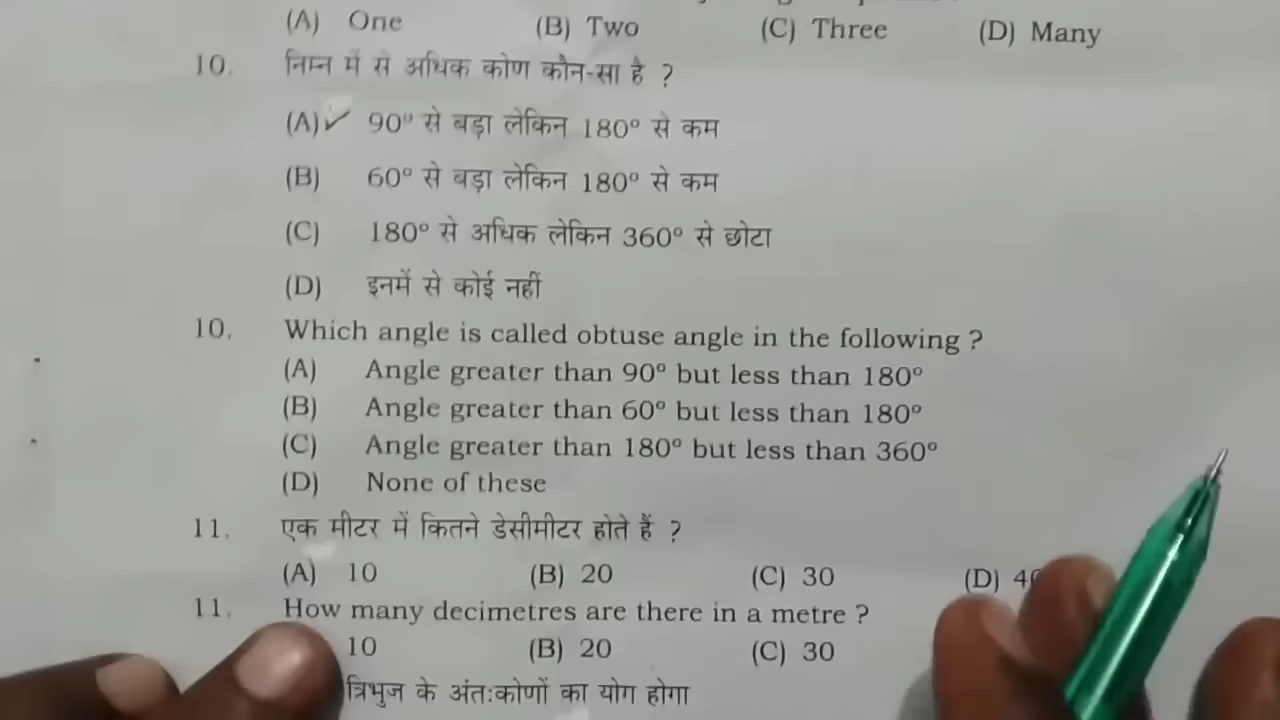 (A) One (B) Two (C) Three (D) Many
10. निम्न में से अधिक कोण कौन-सा है ?
(A) 90° से बड़ा लेकिन 180° से कम
(B) 60° से बड़ा लेकिन 180° से कम
(C) 180° से अधिक लेकिन 360° से छोटा
(D) इनमें से कोई नहीं
10. Which angle is called obtuse angle in the following ?
(A) Angle greater than 90° but less than 180°
(B) Angle greater than 60° but less than 180°
(C) Angle greater than 180° but less than 360°
(D) None of these
11. एक मीटर में कितने डेसीमीटर होते हैं ?
(A) 10 (B) 20 (C) 30 (D)
11. How many decimetres are there in a metre ?
10 (B) 20 (C) 30
त्रिभुज के अंतःकोणों का योग होगा